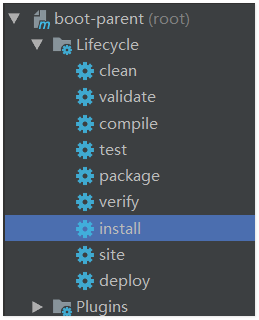 boot-parent (root)
Lifecycle
clean
validate
compile
test
package
verify
install
site
deploy
Plugins